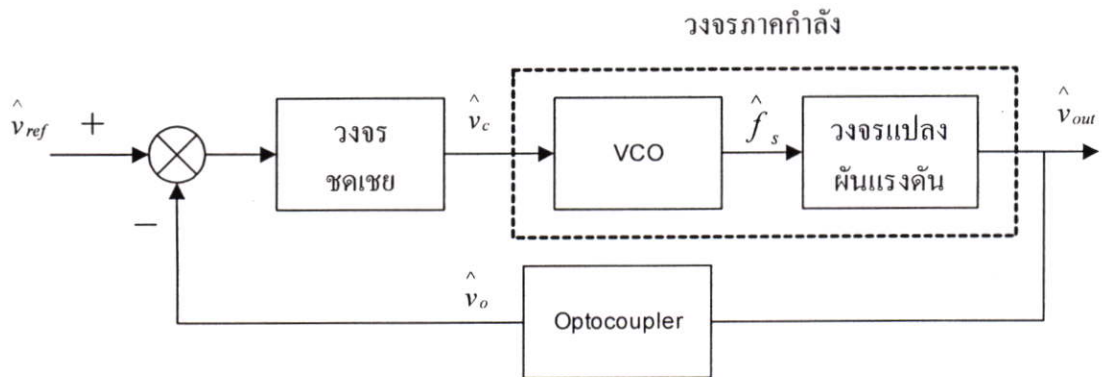 วงจรภาคกำลัง
v̂ref + วงจร v̂c VCO f̂s วงจรแปลง v̂out
ชดเชย ผันแรงดัน
−
v̂o Optocoupler